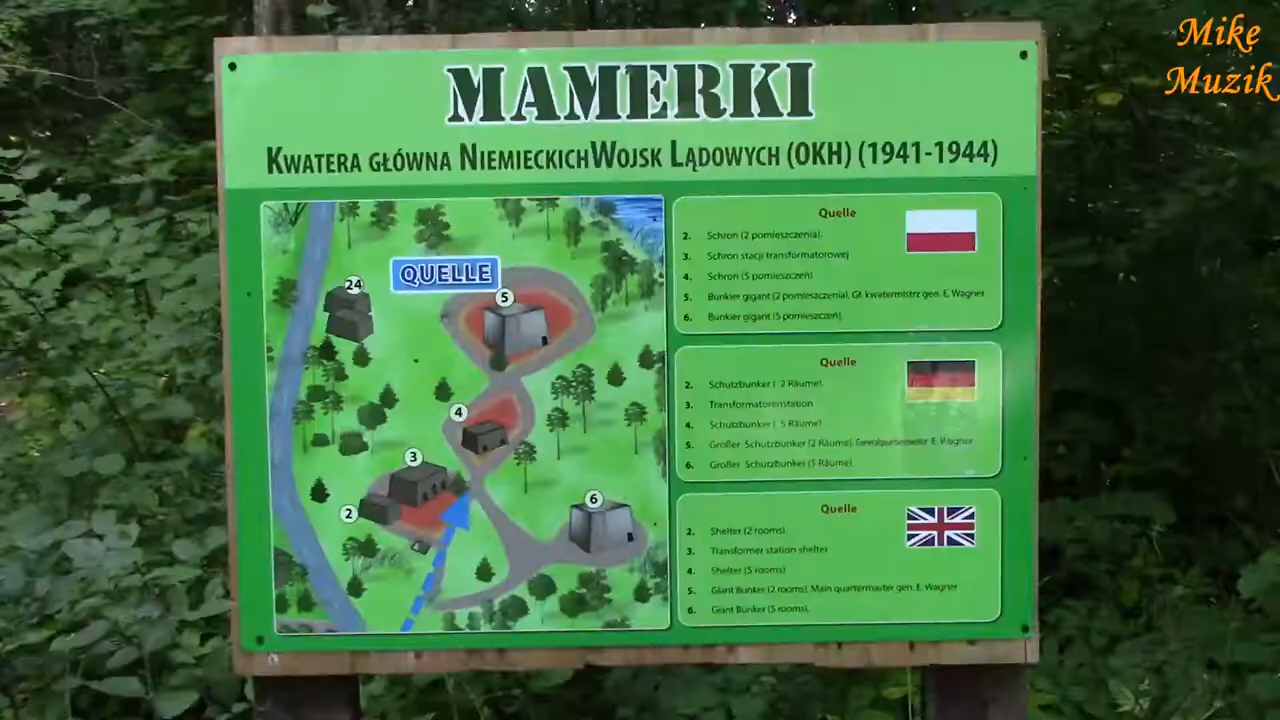 Mike
Muzik
MAMERKI
KWATERA GŁÓWNA NIEMIECKICH WOJSK LĄDOWYCH (OKH) (1941-1944)
QUELLE
24
5
4
3
2
6
Quelle
2. Schron (2 pomieszczenia),
3. Schron stacji transformatorowej
4. Schron (5 pomieszczeń)
5. Bunkier gigant (2 pomieszczenia), Gł. kwatermistrz gen. E. Wagner
6. Bunkier gigant (5 pomieszczeń),
Quelle
2. Schutzbunker ( 2 Räume),
3. Transformatorenstation
4. Schutzbunker ( 5 Räume)
5. Großer Schutzbunker (2 Räume), Generalquartiermeister E. Wagner
6. Großer Schutzbunker (5 Räume),
Quelle
2. Shelter (2 rooms),
3. Transformer station shelter
4. Shelter (5 rooms)
5. Giant Bunker (2 rooms), Main quartermaster gen. E. Wagner
6. Giant Bunker (5 rooms),